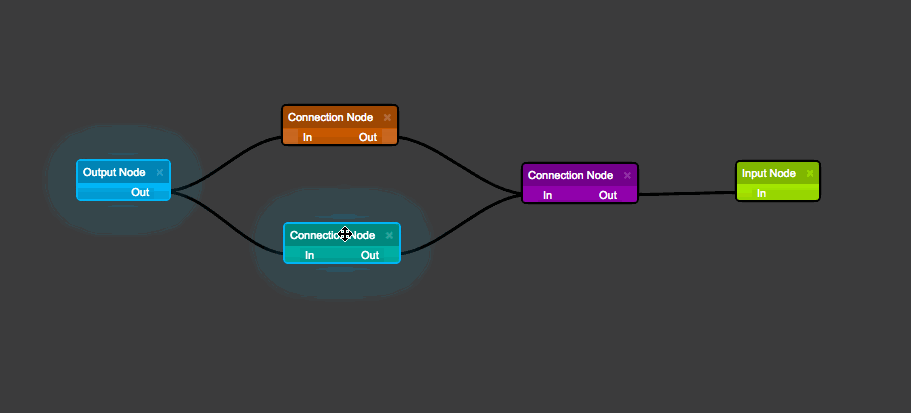 Output Node ×
Out
Connection Node ×
In Out
Connection Node ×
In Out
Connection Node ×
In Out
Input Node ×
In